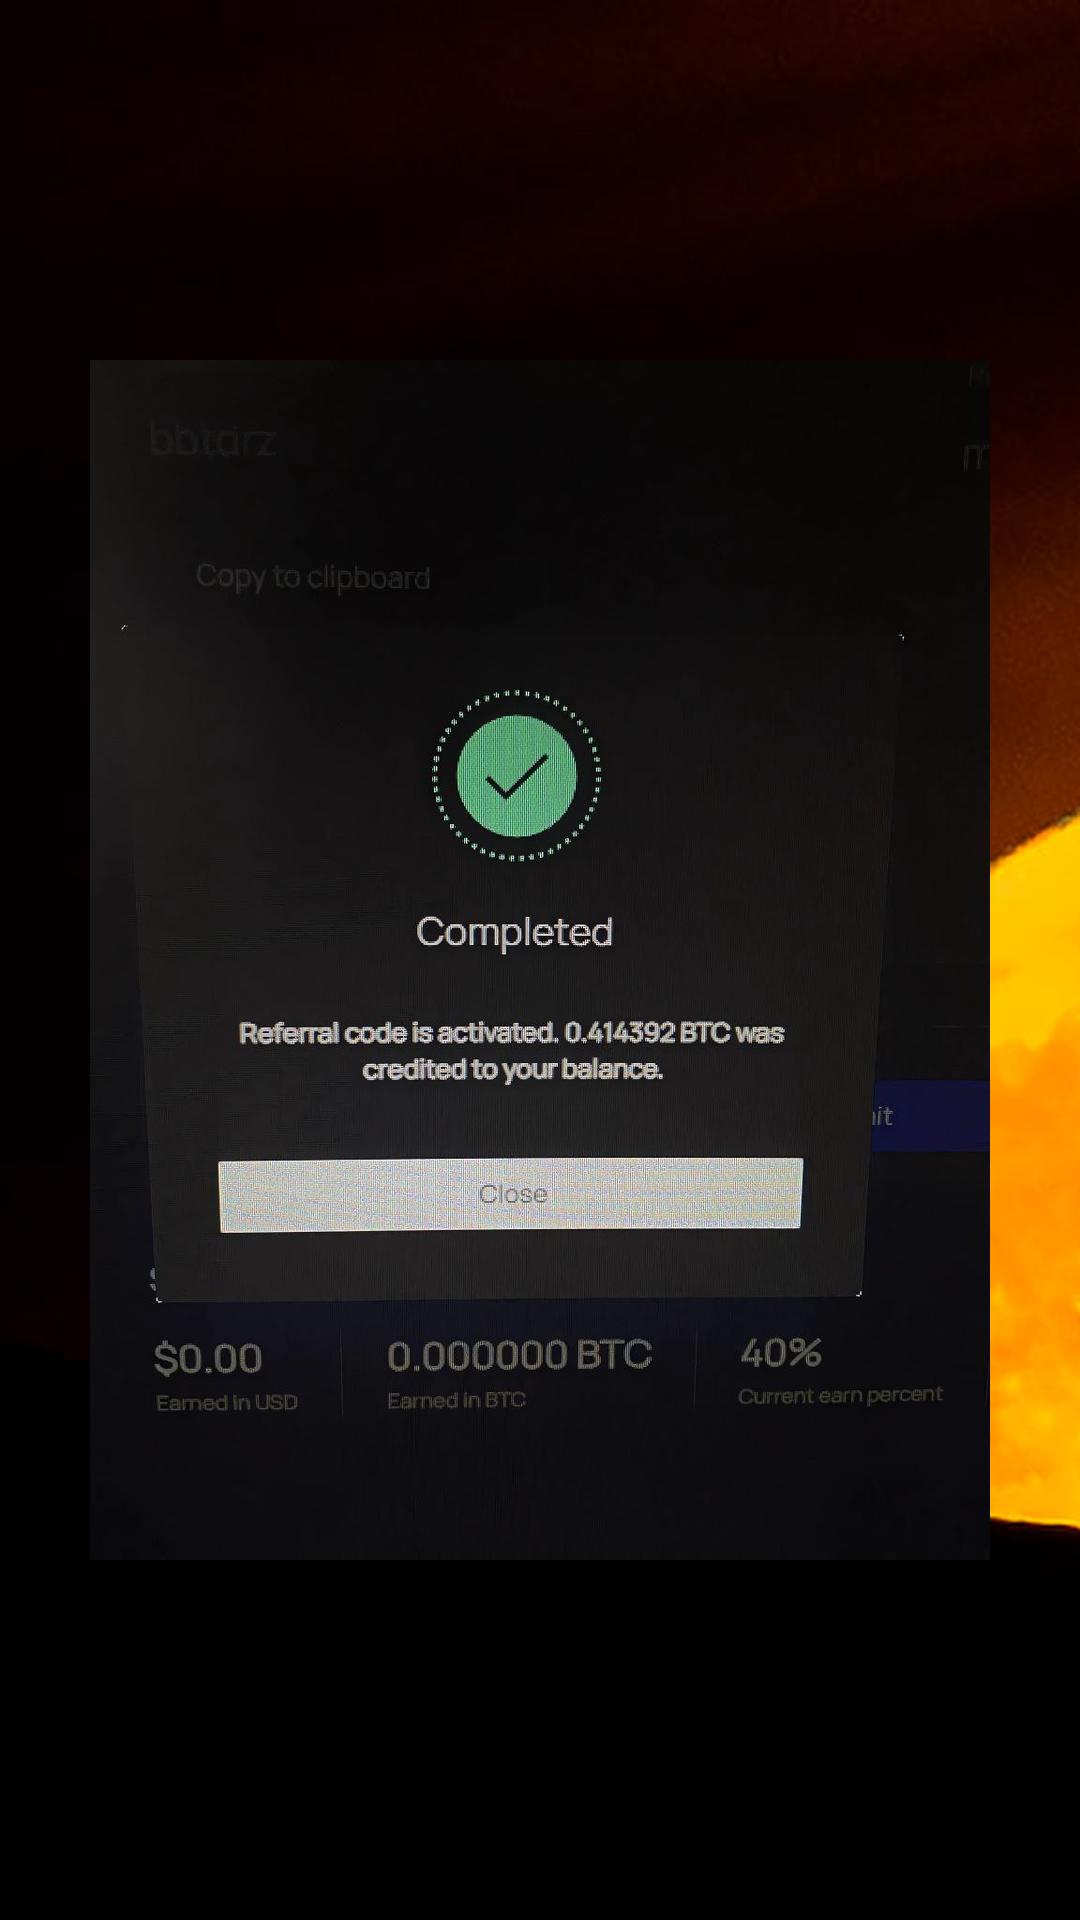 bbtdrz
Copy to clipboard
Completed
Referral code is activated. 0.414392 BTC was
credited to your balance.
Close
$0.00
Earned in USD
0.000000 BTC
Earned in BTC
40%
Current earn percent